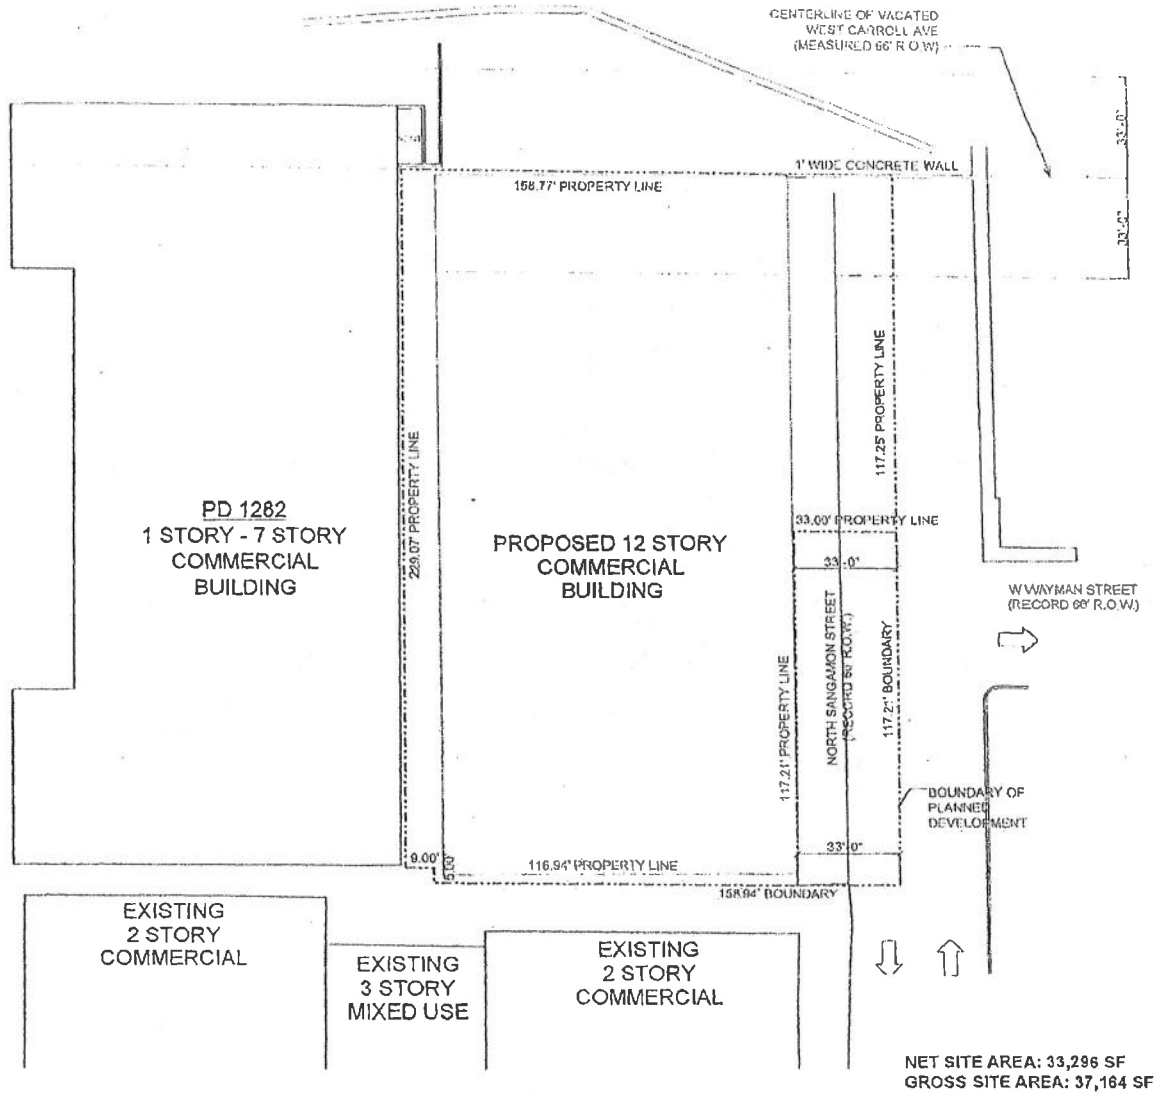 CENTERLINE OF VACATED
WEST CARROLL AVE
(MEASURED 66' R.O.W)
33'-0"
33'-0"
1' WIDE CONCRETE WALL
158.77' PROPERTY LINE
117.25' PROPERTY LINE
229.07' PROPERTY LINE
PD 1282
1 STORY - 7 STORY
COMMERCIAL
BUILDING
PROPOSED 12 STORY
COMMERCIAL
BUILDING
33.00' PROPERTY LINE
33'-0"
W WAYMAN STREET
(RECORD 60' R.O.W.)
NORTH SANGAMON STREET
(RECORD 60' R.O.W.)
117.21' PROPERTY LINE
117.21' BOUNDARY
BOUNDARY OF
PLANNED
DEVELOPMENT
33'-0"
9.00'
5.00'
116.94' PROPERTY LINE
158.94' BOUNDARY
EXISTING
2 STORY
COMMERCIAL
EXISTING
3 STORY
MIXED USE
EXISTING
2 STORY
COMMERCIAL
NET SITE AREA: 33,296 SF
GROSS SITE AREA: 37,164 SF